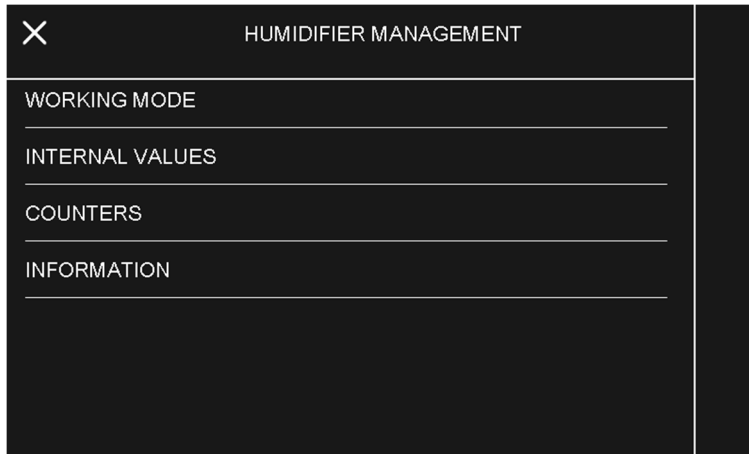 HUMIDIFIER MANAGEMENT
WORKING MODE
INTERNAL VALUES
COUNTERS
INFORMATION